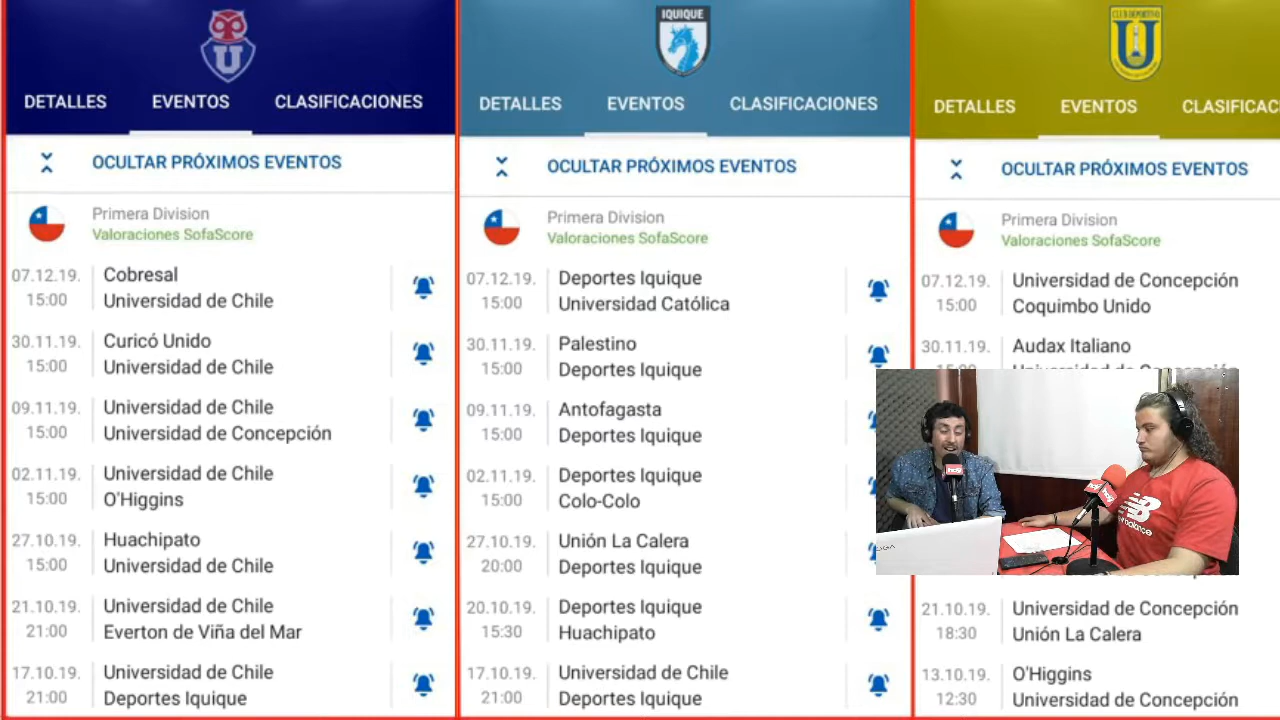 U
DETALLES
EVENTOS
CLASIFICACIONES
OCULTAR PRÓXIMOS EVENTOS
Primera Division
Valoraciones SofaScore
07.12.19. Cobresal
15:00 Universidad de Chile
30.11.19. Curicó Unido
15:00 Universidad de Chile
09.11.19. Universidad de Chile
15:00 Universidad de Concepción
02.11.19. Universidad de Chile
15:00 O'Higgins
27.10.19. Huachipato
15:00 Universidad de Chile
21.10.19. Universidad de Chile
21:00 Everton de Viña del Mar
17.10.19. Universidad de Chile
21:00 Deportes Iquique
IQUIQUE
DETALLES
EVENTOS
CLASIFICACIONES
OCULTAR PRÓXIMOS EVENTOS
Primera Division
Valoraciones SofaScore
07.12.19. Deportes Iquique
15:00 Universidad Católica
30.11.19. Palestino
15:00 Deportes Iquique
09.11.19. Antofagasta
15:00 Deportes Iquique
02.11.19. Deportes Iquique
15:00 Colo-Colo
27.10.19. Unión La Calera
20:00 Deportes Iquique
20.10.19. Deportes Iquique
15:30 Huachipato
17.10.19. Universidad de Chile
21:00 Deportes Iquique
CLUB DEPORTIVO
DETALLES
EVENTOS
CLASIFICAC
OCULTAR PRÓXIMOS EVENTOS
Primera Division
Valoraciones SofaScore
07.12.19. Universidad de Concepción
15:00 Coquimbo Unido
30.11.19. Audax Italiano
21.10.19. Universidad de Concepción
18:30 Unión La Calera
13.10.19. O'Higgins
12:30 Universidad de Concepción
hoy
hoy
balance